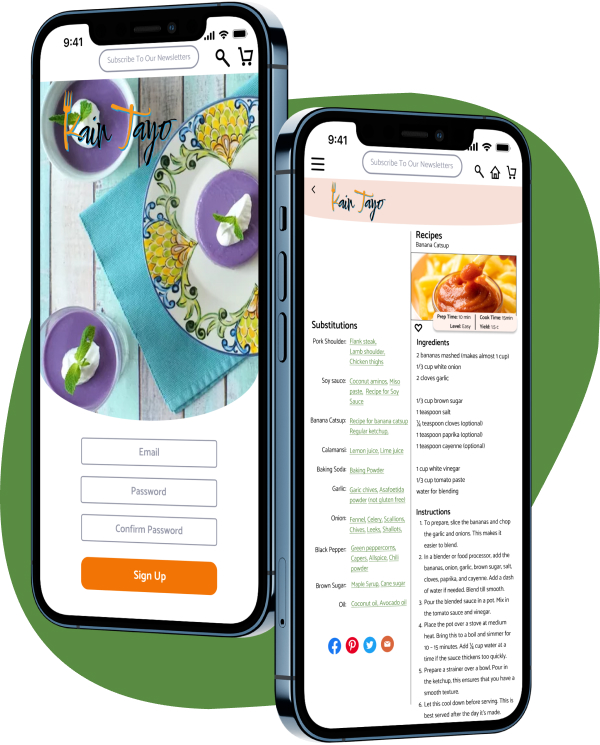 9:41
Subscribe To Our Newsletters
Kain Tayo
Email
Password
Confirm Password
Sign Up
9:41
Subscribe To Our Newsletters
Kain Tayo
Substitutions
Pork Shoulder: Flank steak,
Lamb shoulder,
Chicken thighs
Soy sauce: Coconut aminos, Miso
paste, Recipe for Soy
Sauce
Banana Catsup: Recipe for banana catsup
Regular ketchup,
Calamansi: Lemon juice, Lime juice
Baking Soda: Baking Powder
Garlic: Garlic chives, Asafoetida
powder (not gluten free)
Onion: Fennel, Celery, Scallions,
Chives, Leeks, Shallots,
Black Pepper: Green peppercorns,
Capers, Allspice, Chili
powder
Brown Sugar: Maple Syrup, Cane sugar
Oil: Coconut oil, Avocado oil
Recipes
Banana Catsup
Prep Time: 10 min Cook Time: 15min
Level: Easy Yield: 1.5 c
Ingredients
2 bananas mashed (makes almost 1 cup)
1/3 cup white onion
2 cloves garlic
1/3 cup brown sugar
1 teaspoon salt
¼ teaspoon cloves (optional)
1 teaspoon paprika (optional)
1 teaspoon cayenne (optional)
1 cup white vinegar
1/3 cup tomato paste
water for blending
Instructions
1. To prepare, slice the bananas and chop
the garlic and onions. This makes it
easier to blend.
2. In a blender or food processor, add the
bananas, onion, garlic, brown sugar, salt,
cloves, paprika, and cayenne. Add a dash
of water if needed. Blend till smooth.
3. Pour the blended sauce in a pot. Mix in
the tomato sauce and vinegar.
4. Place the pot over a stove at medium
heat. Bring this to a boil and simmer for
10 - 15 minutes. Add ¼ cup water at a
time if the sauce thickens too quickly.
5. Prepare a strainer over a bowl. Pour in
the ketchup, this ensures that you have a
smooth texture.
6. Let this cool down before serving. This is
best served after the day it's made.